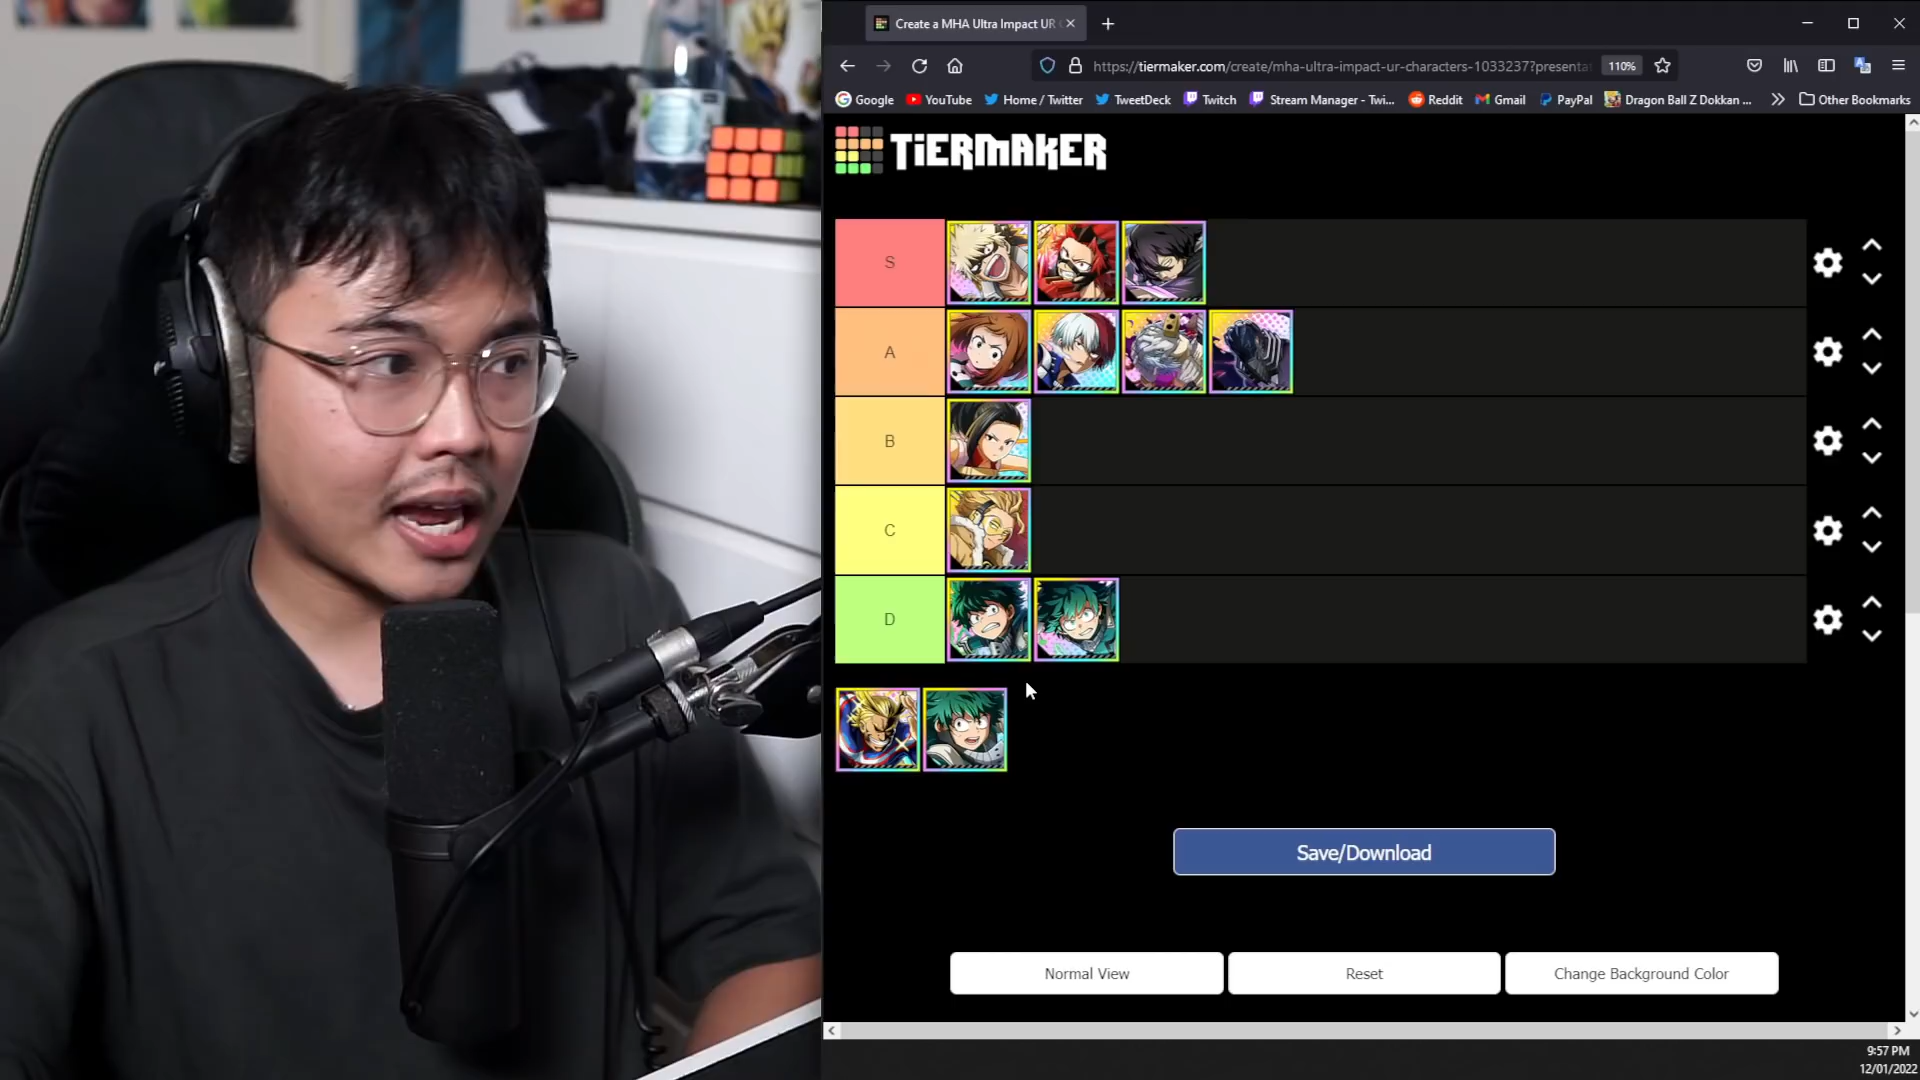 Create a MHA Ultra Impact UR
https://tiermaker.com/create/mha-ultra-impact-ur-characters-1033237?presenta
110%
Google
YouTube
Home / Twitter
TweetDeck
Twitch
Stream Manager - Twi...
Reddit
Gmail
PayPal
Dragon Ball Z Dokkan ...
Other Bookmarks
TIERMAKER
S
A
B
C
D
Save/Download
Normal View
Reset
Change Background Color
9:57 PM
12/01/2022